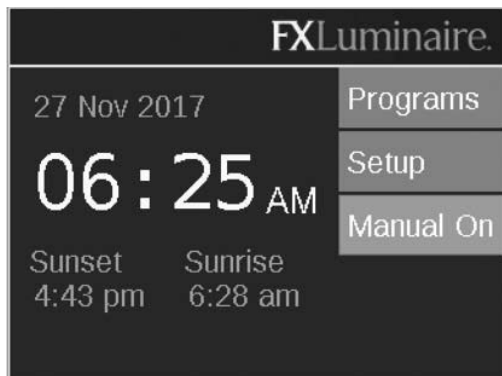 FXLuminaire.
27 Nov 2017
06:25 AM
Sunset Sunrise
4:43 pm 6:28 am
Programs
Setup
Manual On